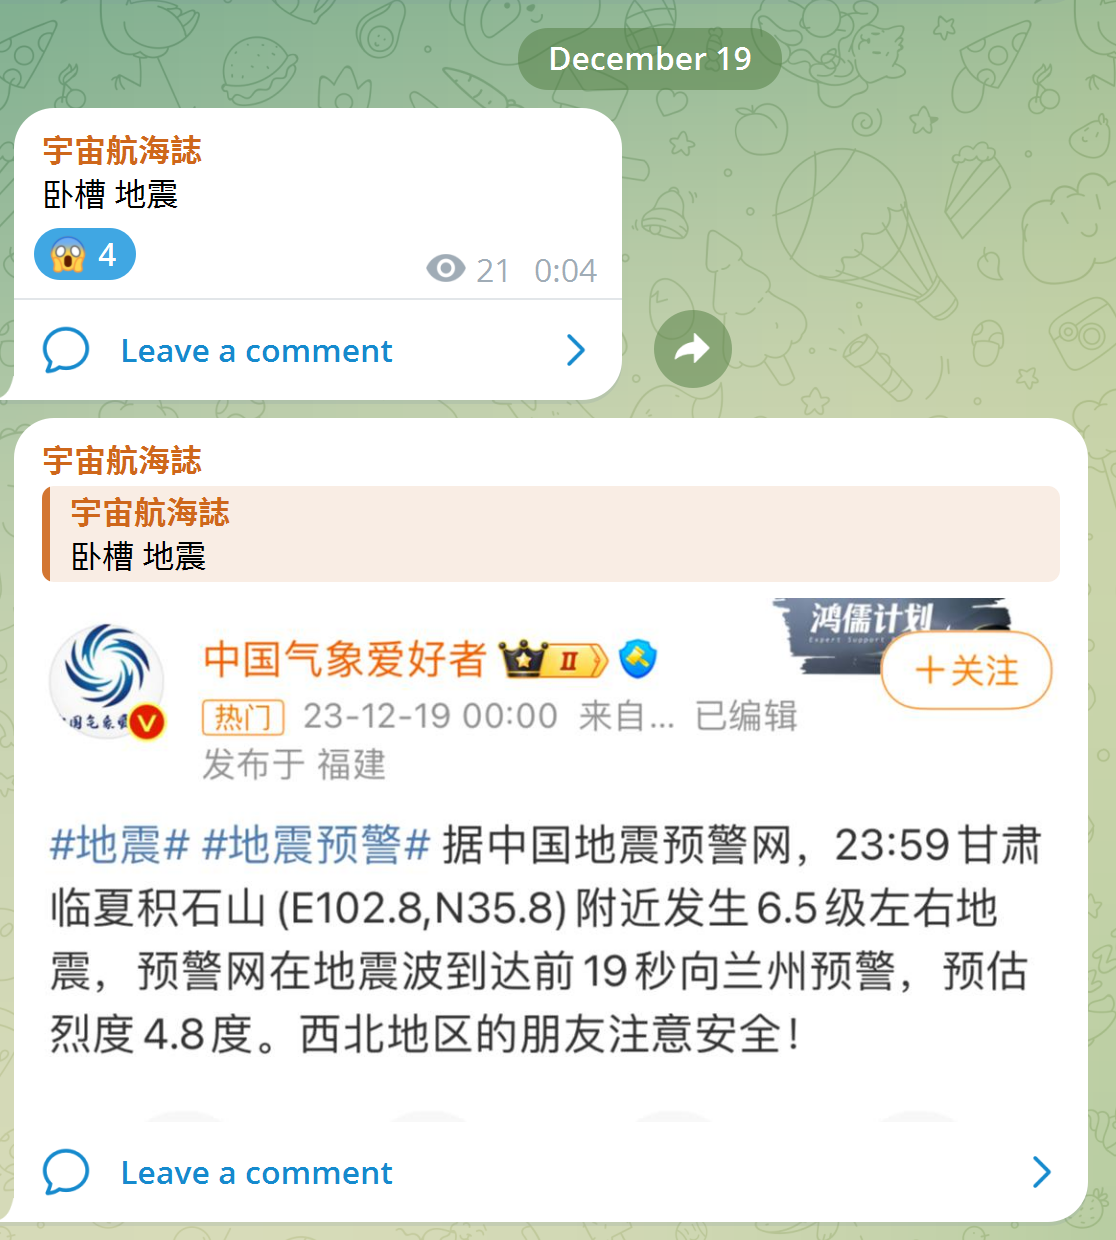 December 19
宇宙航海誌
卧槽 地震
😱 4
21 0:04
Leave a comment
宇宙航海誌
宇宙航海誌
卧槽 地震
鸿儒计划
Expert Support
中国气象爱好者 II
+关注
热门 23-12-19 00:00 来自... 已编辑
发布于 福建
#地震# #地震预警# 据中国地震预警网，23:59甘肃
临夏积石山(E102.8,N35.8)附近发生6.5级左右地
震，预警网在地震波到达前19秒向兰州预警，预估
烈度4.8度。西北地区的朋友注意安全！
Leave a comment